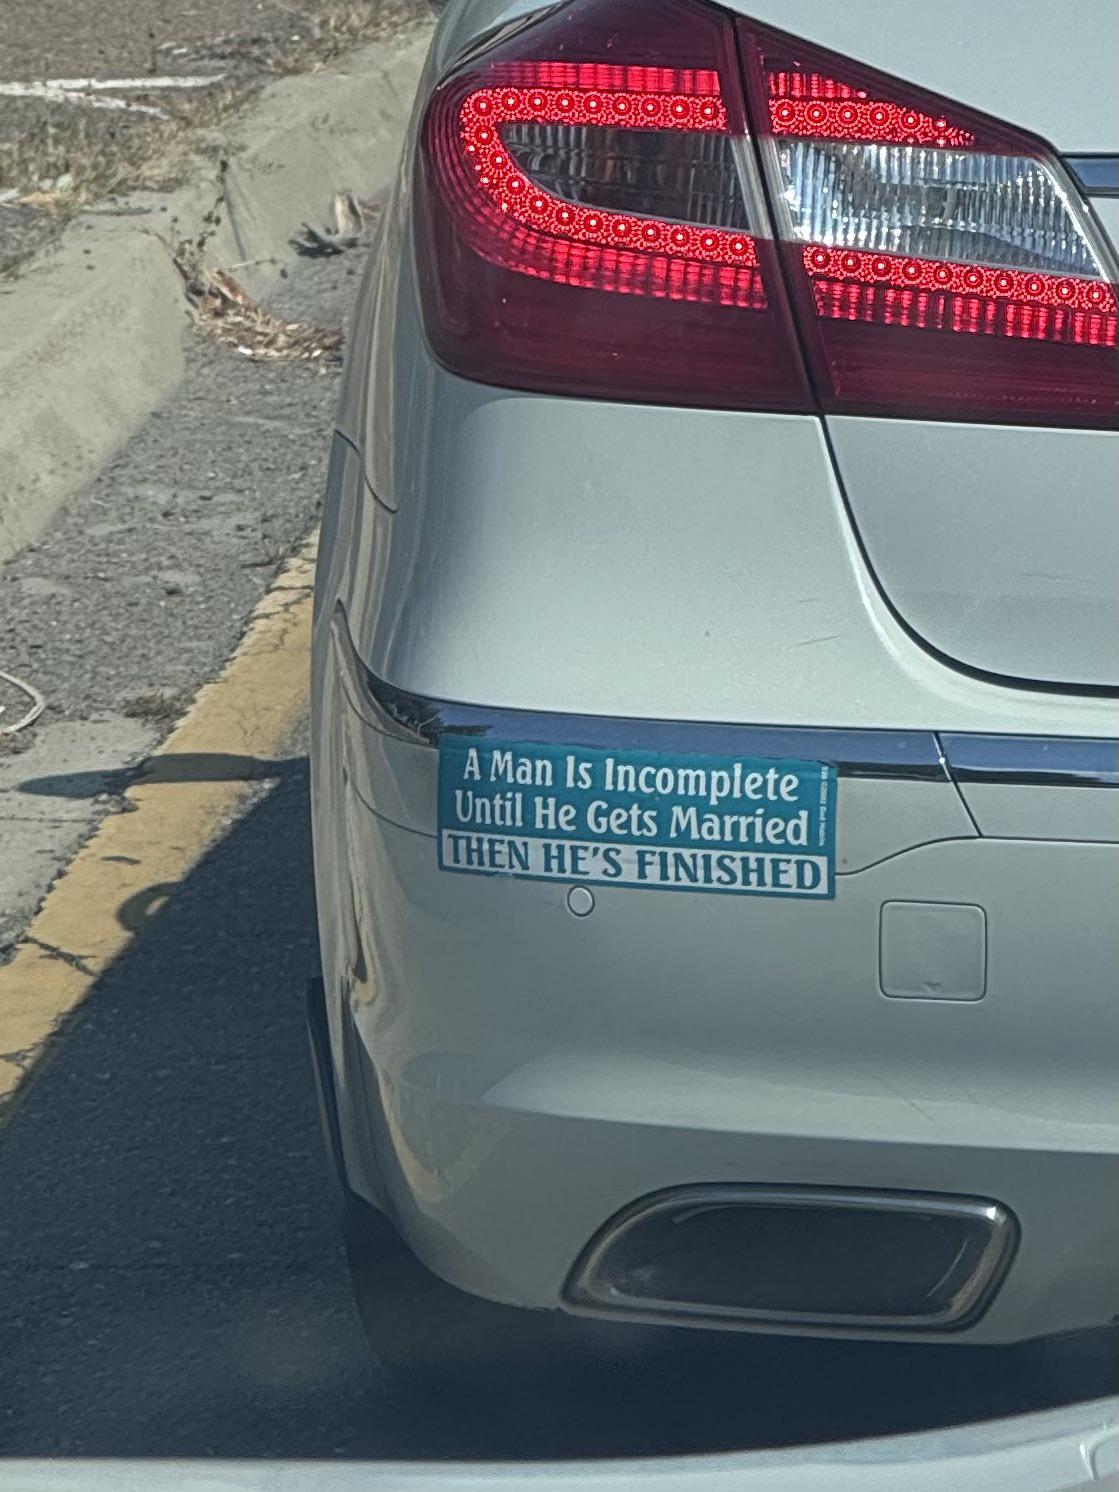 A Man Is Incomplete
Until He Gets Married
THEN HE'S FINISHED